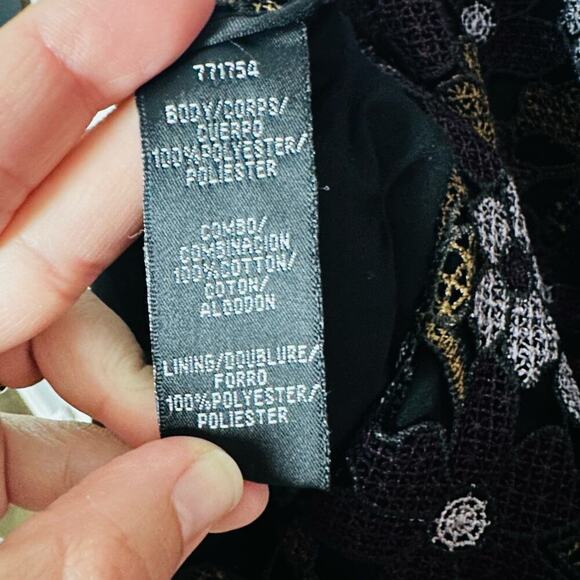 771754
BODY/CORPS/
CUERPO
100%POLYESTER/
POLIESTER
COMBO/
COMBINACION
100%COTTON/
COTON/
ALGODON
LINING/DOUBLURE/
FORRO
100%POLYESTER/
POLIESTER